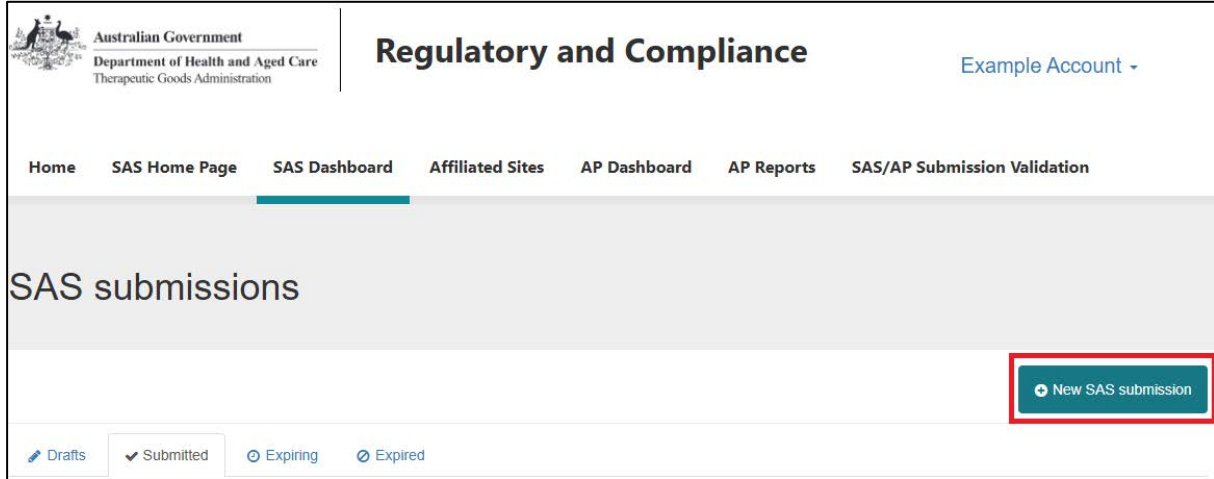 Australian Government
Department of Health and Aged Care
Therapeutic Goods Administration
Regulatory and Compliance
Example Account
Home SAS Home Page SAS Dashboard Affiliated Sites AP Dashboard AP Reports SAS/AP Submission Validation
SAS submissions
New SAS submission
Drafts Submitted Expiring Expired